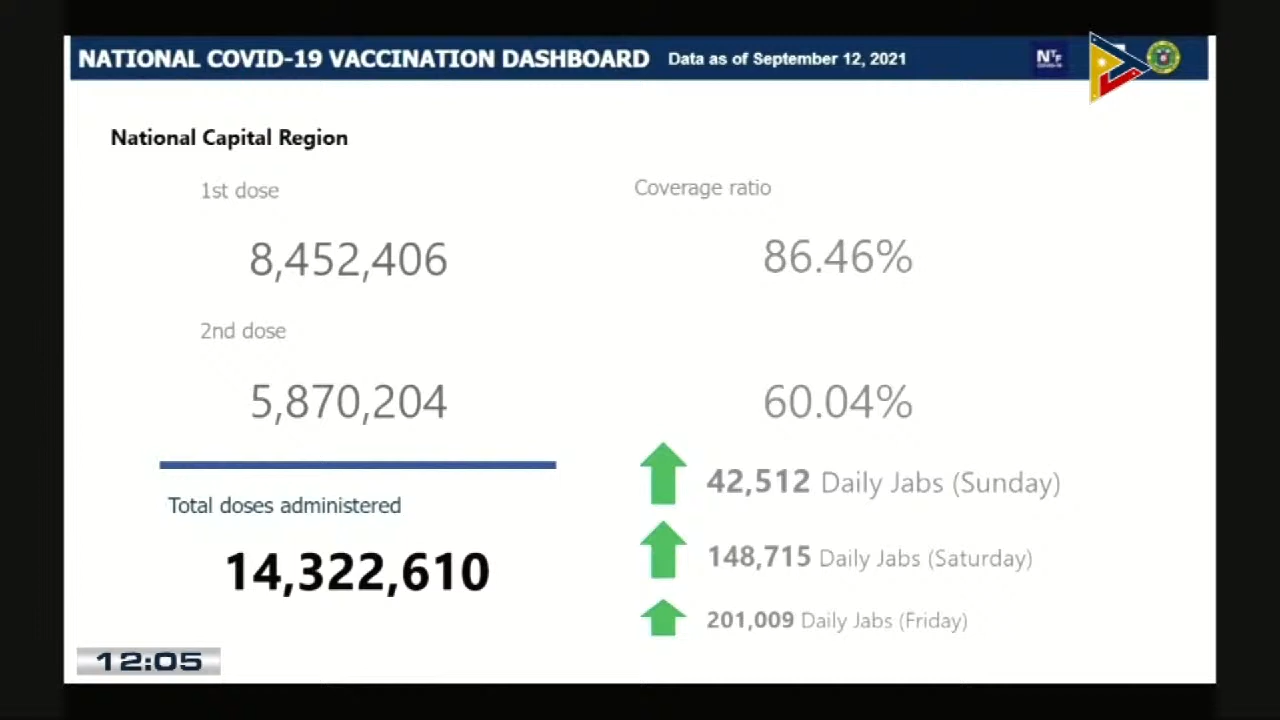 NATIONAL COVID-19 VACCINATION DASHBOARD Data as of September 12, 2021
National Capital Region
1st dose
Coverage ratio
8,452,406
86.46%
2nd dose
5,870,204
60.04%
42,512 Daily Jabs (Sunday)
Total doses administered
148,715 Daily Jabs (Saturday)
14,322,610
201,009 Daily Jabs (Friday)
12:05